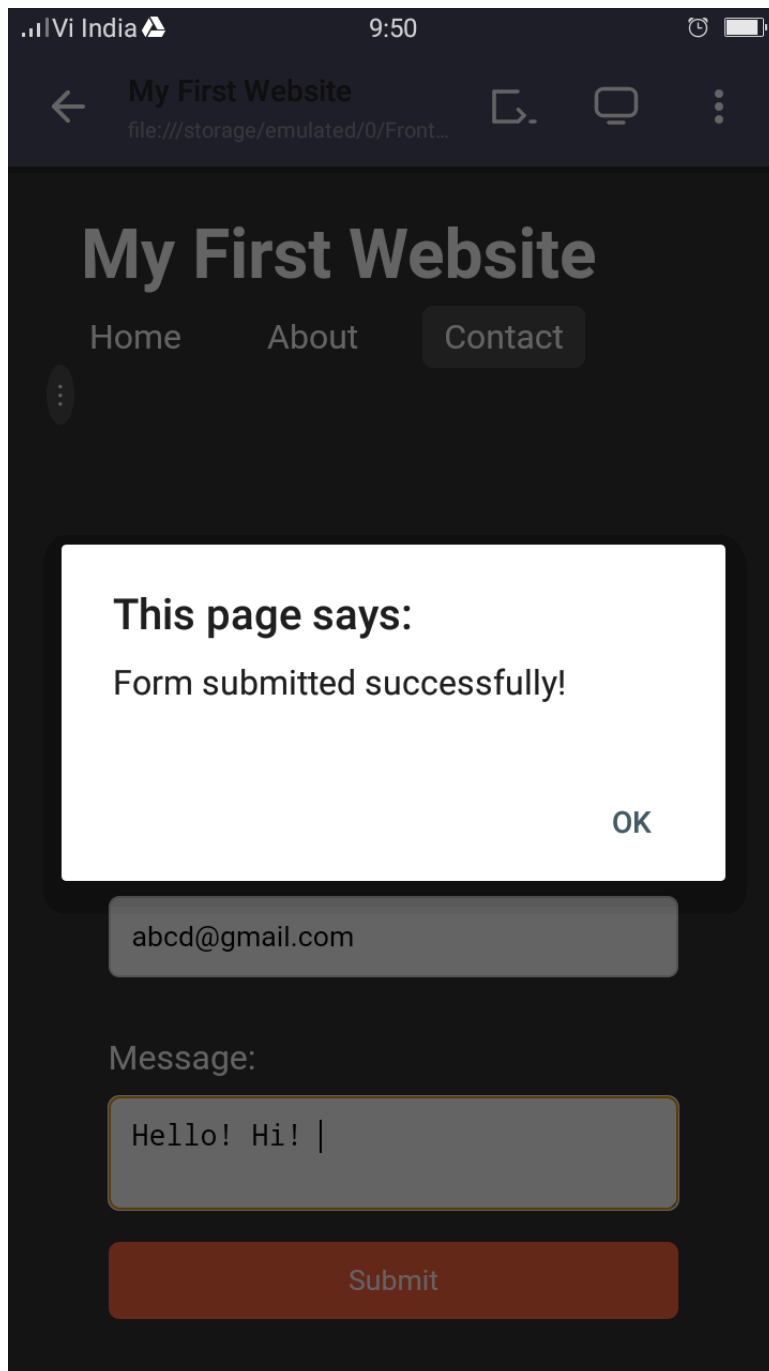 Vi India 9:50
My First Website
file:///storage/emulated/0/Front...
My First Website
Home About Contact
This page says:
Form submitted successfully!
OK
abcd@gmail.com
Message:
Hello! Hi!
Submit